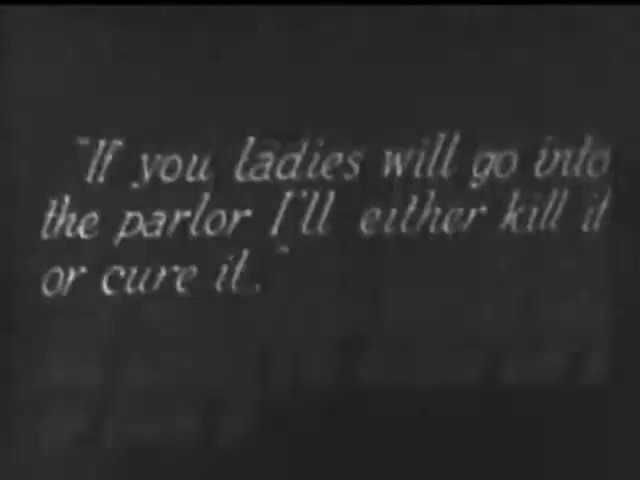 "If you ladies will go into
the parlor I'll either kill it
or cure it."